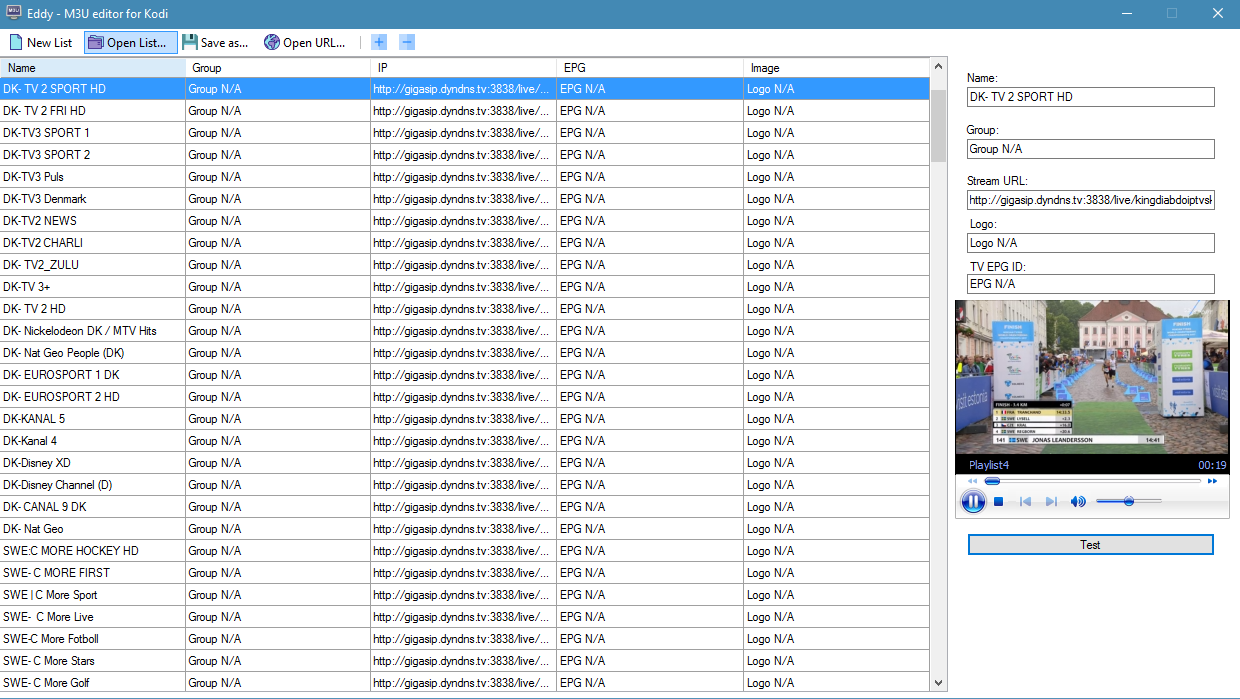 Eddy - M3U editor for Kodi
New List Open List... Save as... Open URL...
Name Group IP EPG Image
DK- TV 2 SPORT HD Group N/A http://gigasip.dyndns.tv:3838/live/... EPG N/A Logo N/A
DK- TV 2 FRI HD Group N/A http://gigasip.dyndns.tv:3838/live/... EPG N/A Logo N/A
DK-TV3 SPORT 1 Group N/A http://gigasip.dyndns.tv:3838/live/... EPG N/A Logo N/A
DK-TV3 SPORT 2 Group N/A http://gigasip.dyndns.tv:3838/live/... EPG N/A Logo N/A
DK-TV3 Puls Group N/A http://gigasip.dyndns.tv:3838/live/... EPG N/A Logo N/A
DK-TV3 Denmark Group N/A http://gigasip.dyndns.tv:3838/live/... EPG N/A Logo N/A
DK-TV2 NEWS Group N/A http://gigasip.dyndns.tv:3838/live/... EPG N/A Logo N/A
DK-TV2 CHARLI Group N/A http://gigasip.dyndns.tv:3838/live/... EPG N/A Logo N/A
DK- TV2_ZULU Group N/A http://gigasip.dyndns.tv:3838/live/... EPG N/A Logo N/A
DK-TV 3+ Group N/A http://gigasip.dyndns.tv:3838/live/... EPG N/A Logo N/A
DK- TV 2 HD Group N/A http://gigasip.dyndns.tv:3838/live/... EPG N/A Logo N/A
DK- Nickelodeon DK / MTV Hits Group N/A http://gigasip.dyndns.tv:3838/live/... EPG N/A Logo N/A
DK- Nat Geo People (DK) Group N/A http://gigasip.dyndns.tv:3838/live/... EPG N/A Logo N/A
DK- EUROSPORT 1 DK Group N/A http://gigasip.dyndns.tv:3838/live/... EPG N/A Logo N/A
DK- EUROSPORT 2 HD Group N/A http://gigasip.dyndns.tv:3838/live/... EPG N/A Logo N/A
DK-KANAL 5 Group N/A http://gigasip.dyndns.tv:3838/live/... EPG N/A Logo N/A
DK-Kanal 4 Group N/A http://gigasip.dyndns.tv:3838/live/... EPG N/A Logo N/A
DK-Disney XD Group N/A http://gigasip.dyndns.tv:3838/live/... EPG N/A Logo N/A
DK-Disney Channel (D) Group N/A http://gigasip.dyndns.tv:3838/live/... EPG N/A Logo N/A
DK- CANAL 9 DK Group N/A http://gigasip.dyndns.tv:3838/live/... EPG N/A Logo N/A
DK- Nat Geo Group N/A http://gigasip.dyndns.tv:3838/live/... EPG N/A Logo N/A
SWE:C MORE HOCKEY HD Group N/A http://gigasip.dyndns.tv:3838/live/... EPG N/A Logo N/A
SWE- C MORE FIRST Group N/A http://gigasip.dyndns.tv:3838/live/... EPG N/A Logo N/A
SWE | C More Sport Group N/A http://gigasip.dyndns.tv:3838/live/... EPG N/A Logo N/A
SWE- C More Live Group N/A http://gigasip.dyndns.tv:3838/live/... EPG N/A Logo N/A
SWE-C More Fotboll Group N/A http://gigasip.dyndns.tv:3838/live/... EPG N/A Logo N/A
SWE- C More Stars Group N/A http://gigasip.dyndns.tv:3838/live/... EPG N/A Logo N/A
SWE- C More Golf Group N/A http://gigasip.dyndns.tv:3838/live/... EPG N/A Logo N/A
Name:
DK- TV 2 SPORT HD
Group:
Group N/A
Stream URL:
http://gigasip.dyndns.tv:3838/live/kingdiabdoiptvsk
Logo:
Logo N/A
TV EPG ID:
EPG N/A
FINISH
visit estonia
FINISH - 5.4 KM
1 FRA TRANCHAND 14:33.5
2 SWE LYSELL
3 CZE KRAL
4 SWE REGBORN
141 SWE JONAS LEANDERSSON 14:41
Playlist4 00:19
Test